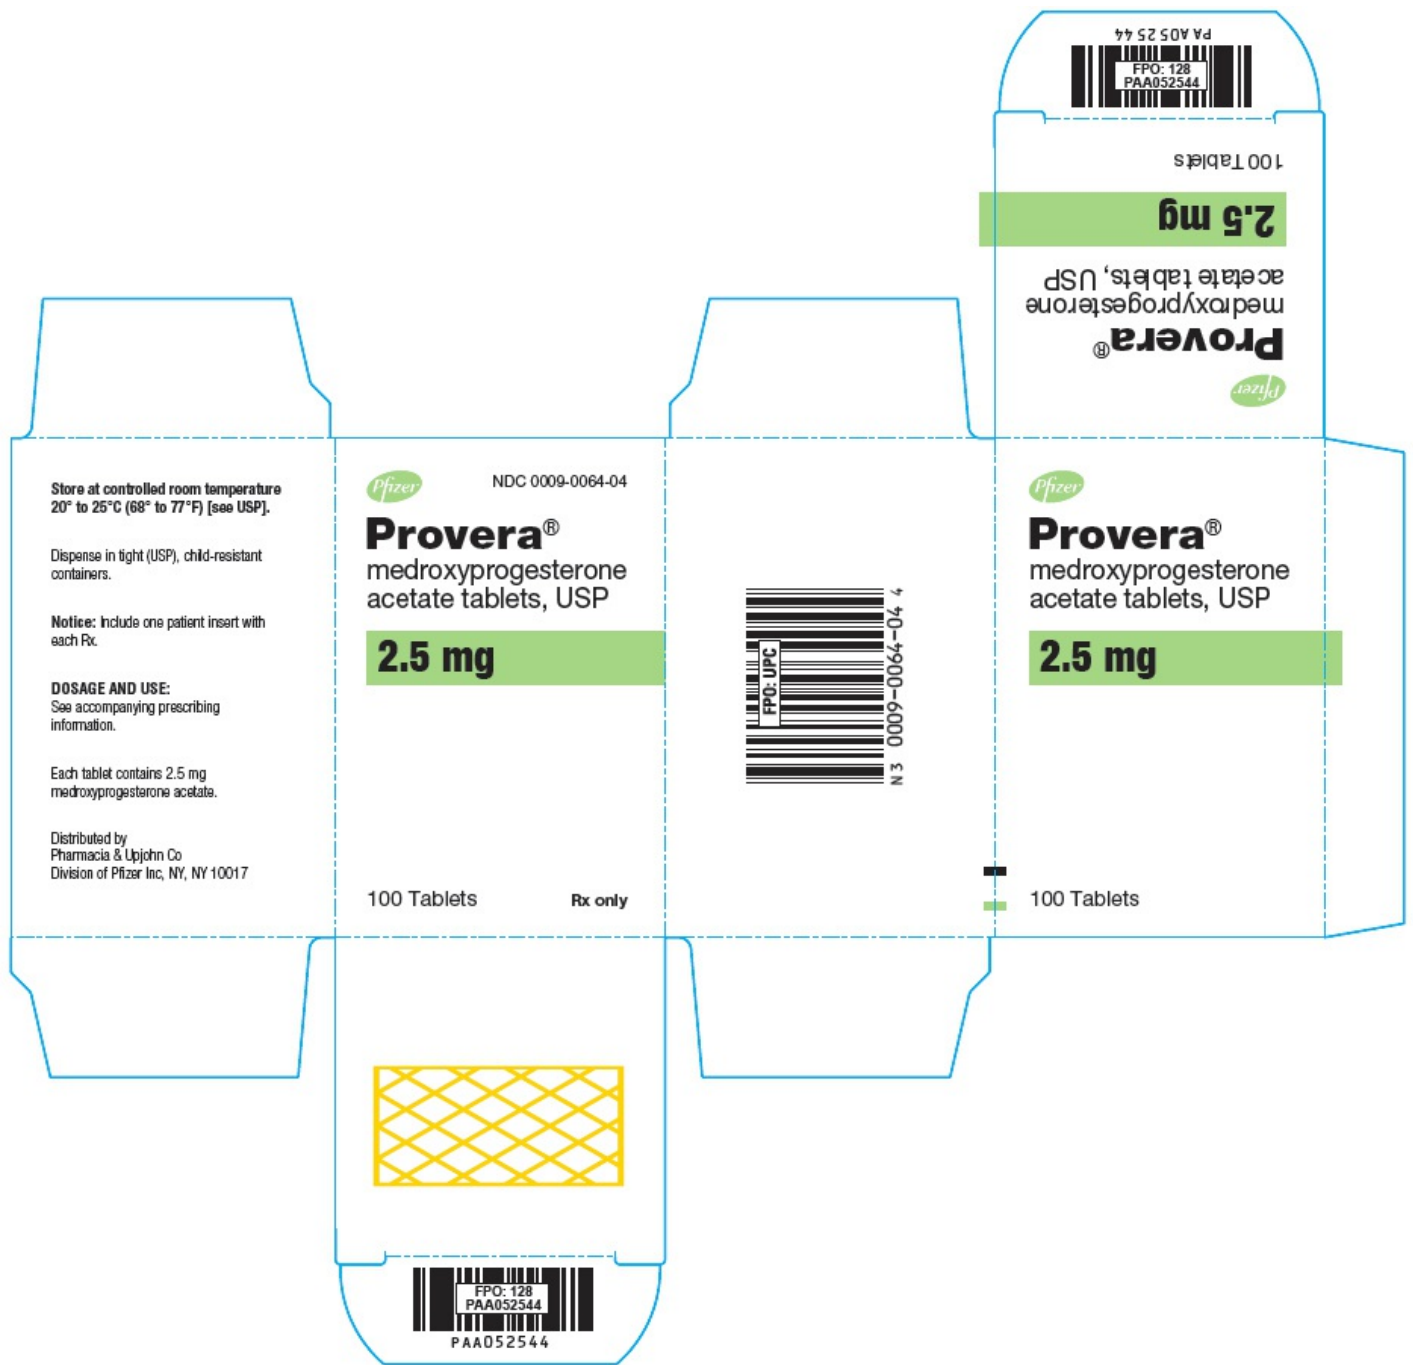 PAA052544
FPO: 128
PAA052544
100 Tablets
2.5 mg
medroxyprogesterone
acetate tablets, USP
Provera®
Pfizer
Store at controlled room temperature
20° to 25°C (68° to 77°F) [see USP].
Dispense in tight (USP), child-resistant
containers.
Notice: Include one patient insert with
each Rx.
DOSAGE AND USE:
See accompanying prescribing
information.
Each tablet contains 2.5 mg
medroxyprogesterone acetate.
Distributed by
Pharmacia & Upjohn Co
Division of Pfizer Inc, NY, NY 10017
Pfizer
NDC 0009-0064-04
Provera®
medroxyprogesterone
acetate tablets, USP
2.5 mg
100 Tablets
Rx only
FPO: UPC
N3 0009-0064-04 4
Pfizer
Provera®
medroxyprogesterone
acetate tablets, USP
2.5 mg
100 Tablets
FPO: 128
PAA052544
PAA052544